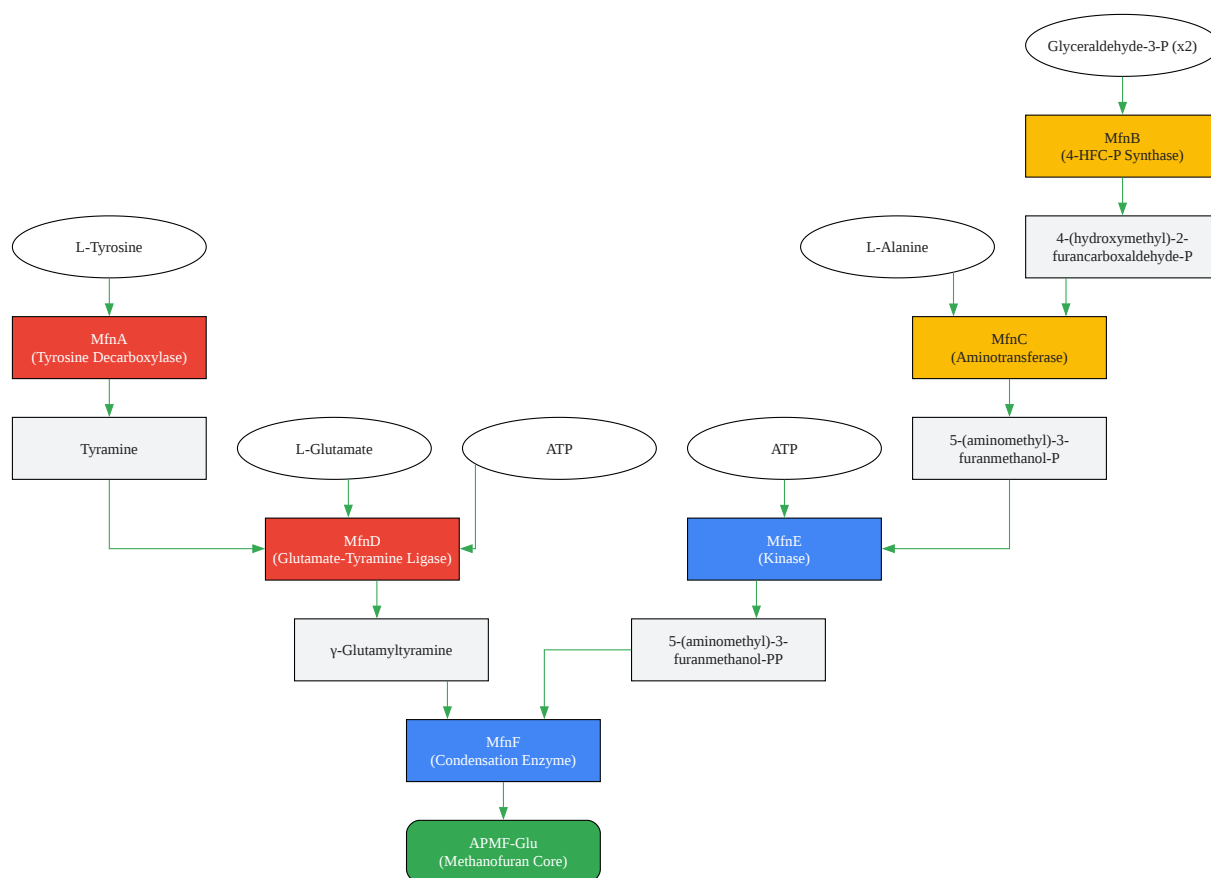 Glyceraldehyde-3-P (x2)
MfnB
(4-HFC-P Synthase)
L-Tyrosine
L-Alanine
4-(hydroxymethyl)-2-
furancarboxaldehyde-P
MfnA
(Tyrosine Decarboxylase)
MfnC
(Aminotransferase)
Tyramine
L-Glutamate
ATP
ATP
5-(aminomethyl)-3-
furanmethanol-P
MfnD
(Glutamate-Tyramine Ligase)
MfnE
(Kinase)
γ-Glutamyltyramine
5-(aminomethyl)-3-
furanmethanol-PP
MfnF
(Condensation Enzyme)
APMF-Glu
(Methanofuran Core)